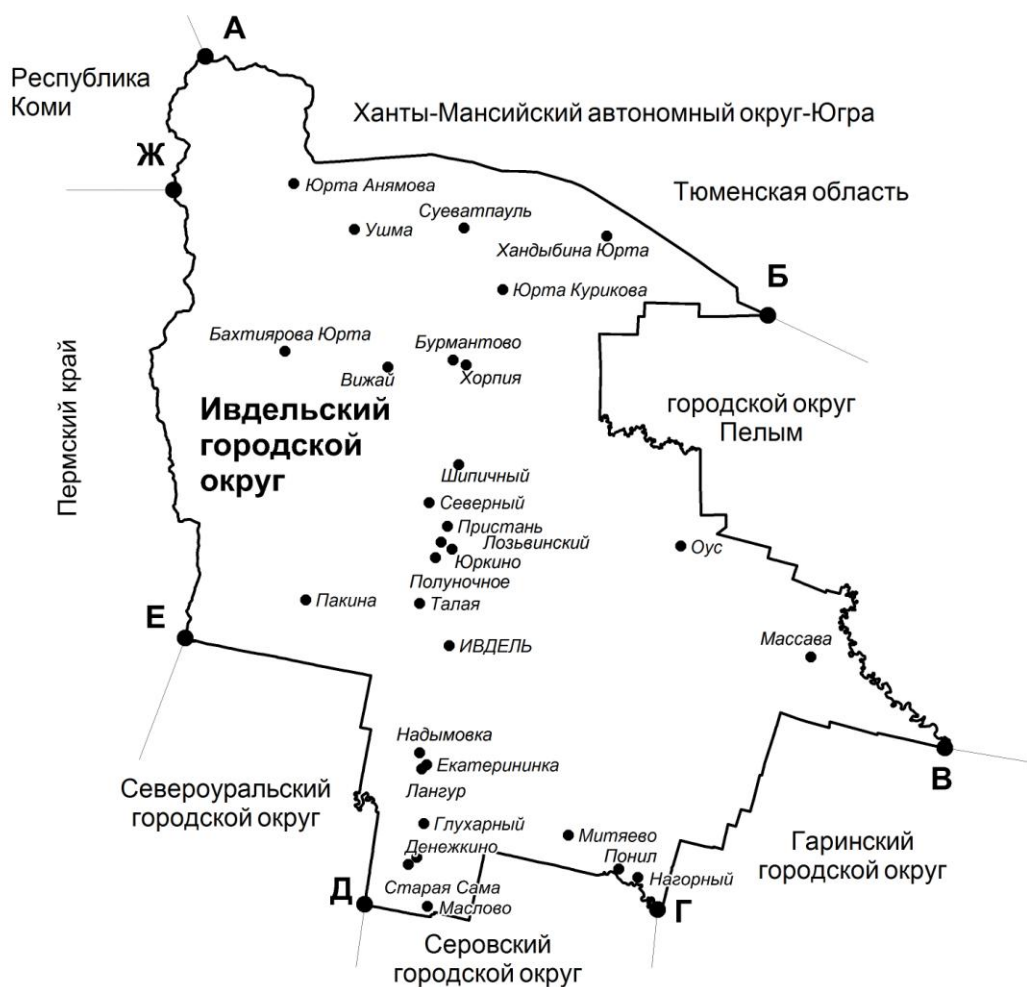 А
Республика
Коми
Ханты-Мансийский автономный округ-Югра
Ж
Юрта Анямова
Тюменская область
Суеватпауль
Ушма
Хандыбина Юрта
Б
Юрта Курикова
Бахтиярова Юрта
Бурмантово
Вижай
Хорпия
Пермский край
Ивдельский
городской
округ
городской округ
Пелым
Шипичный
Северный
Пристань
Лозьвинский
Оус
Юркино
Полуночное
Пакина
Талая
Е
ИВДЕЛЬ
Массава
Надымовка
Екатерининка
В
Североуральский
городской округ
Лангур
Глухарный
Митяево
Гаринский
городской округ
Денежкино
Понил
Нагорный
Старая Сама
Д
Маслово
Г
Серовский
городской округ